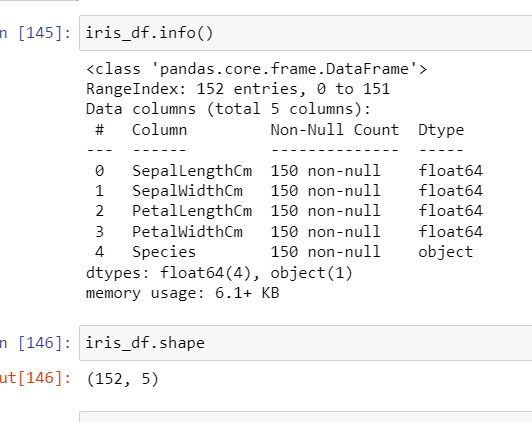 n [145]: iris_df.info()
<class 'pandas.core.frame.DataFrame'>
RangeIndex: 152 entries, 0 to 151
Data columns (total 5 columns):
 #   Column         Non-Null Count  Dtype
---  ------         --------------  -----
 0   SepalLengthCm  150 non-null    float64
 1   SepalWidthCm   150 non-null    float64
 2   PetalLengthCm  150 non-null    float64
 3   PetalWidthCm   150 non-null    float64
 4   Species        150 non-null    object
dtypes: float64(4), object(1)
memory usage: 6.1+ KB
n [146]: iris_df.shape
ut[146]: (152, 5)